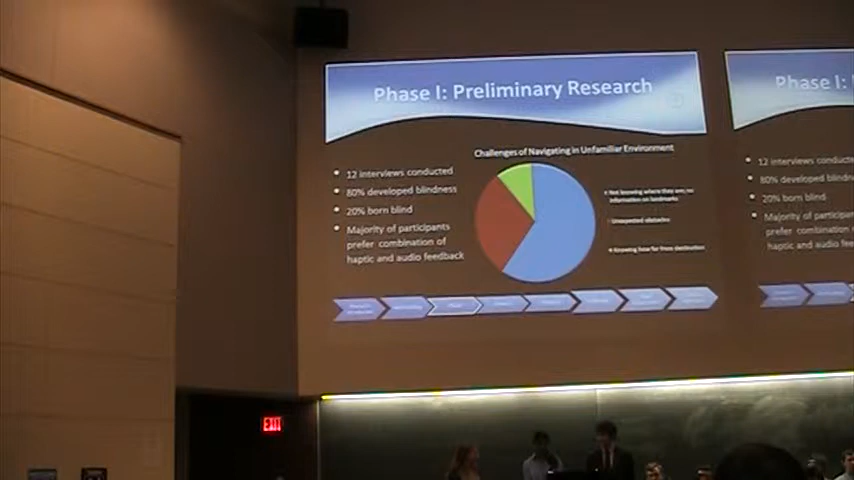 Phase I: Preliminary Research
Phase I:
Challenges of Navigating in Unfamiliar Environment
• 12 interviews conducted
• 80% developed blindness
• 20% born blind
• Majority of participants
prefer combination of
haptic and audio feedback
Not knowing where they are, no
information on landmarks
Unexpected obstacles
Knowing how far from destination
• 12 interviews conducte
• 80% developed blindn
• 20% born blind
• Majority of participan
prefer combination of
haptic and audio feed
EXIT